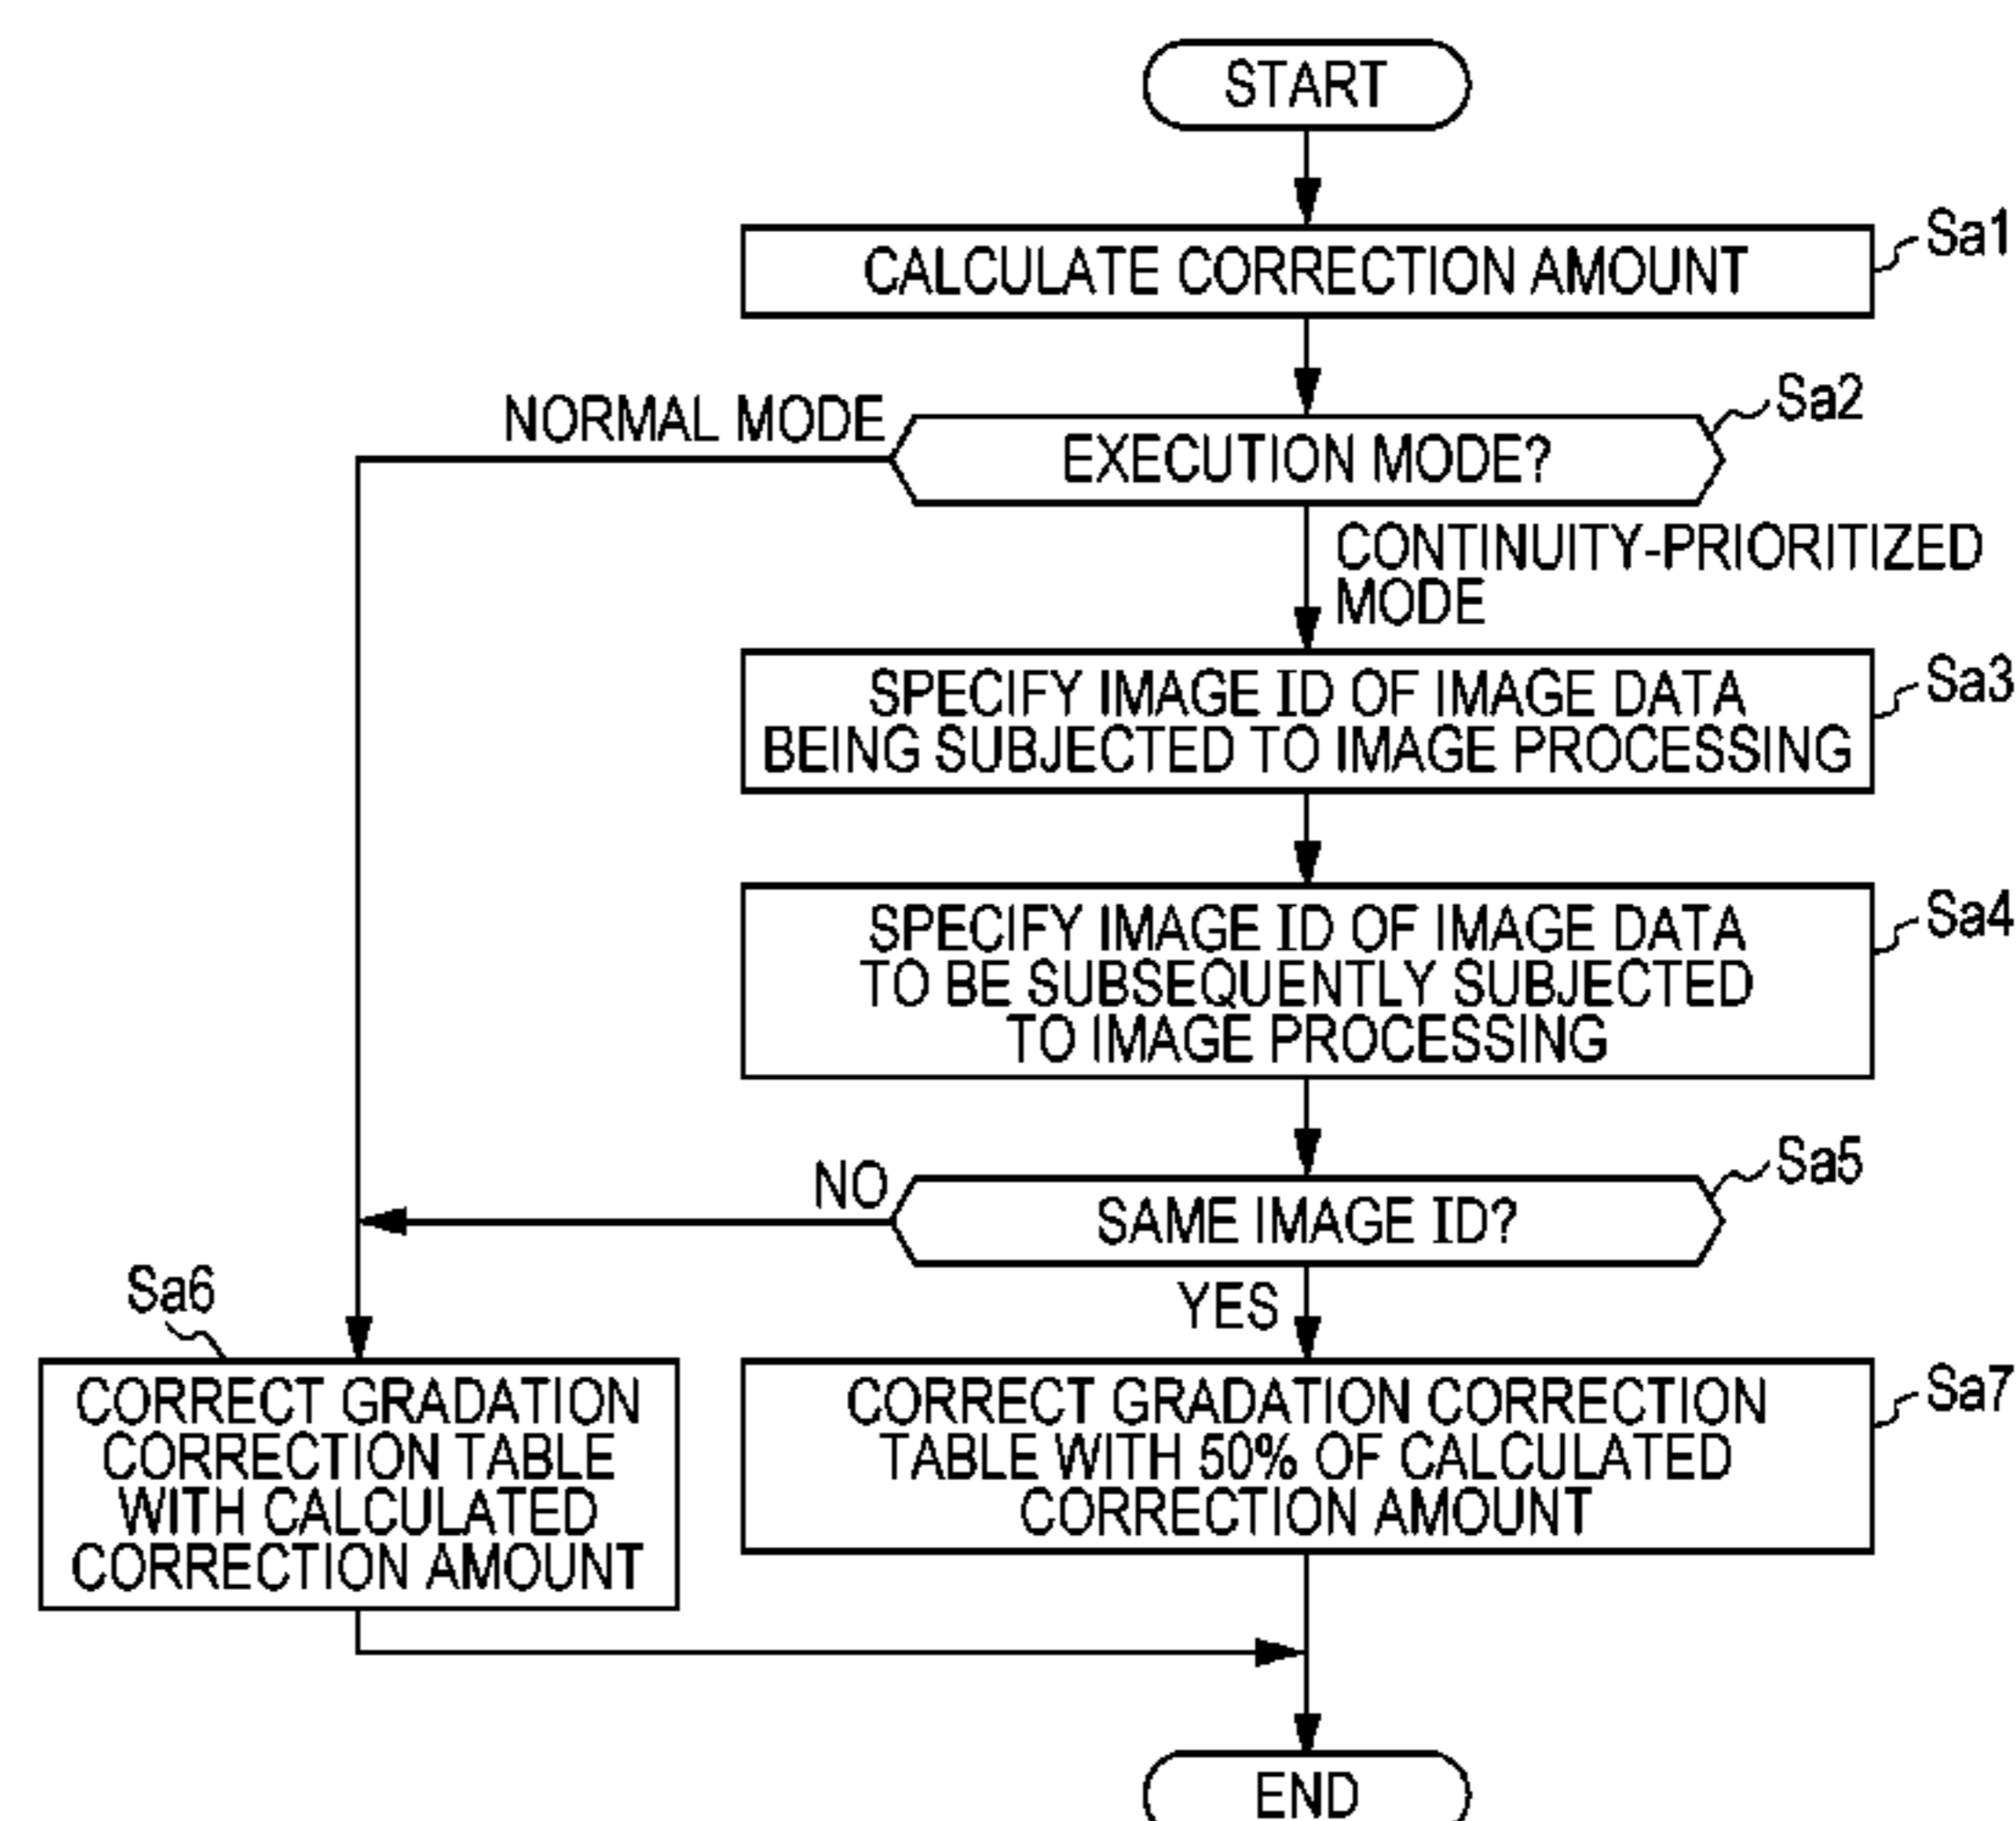 START
CALCULATE CORRECTION AMOUNT
Sa1
NORMAL MODE
EXECUTION MODE?
Sa2
CONTINUITY-PRIORITIZED
MODE
SPECIFY IMAGE ID OF IMAGE DATA
BEING SUBJECTED TO IMAGE PROCESSING
Sa3
SPECIFY IMAGE ID OF IMAGE DATA
TO BE SUBSEQUENTLY SUBJECTED
TO IMAGE PROCESSING
Sa4
NO
SAME IMAGE ID?
Sa5
YES
Sa6
CORRECT GRADATION
CORRECTION TABLE
WITH CALCULATED
CORRECTION AMOUNT
CORRECT GRADATION CORRECTION
TABLE WITH 50% OF CALCULATED
CORRECTION AMOUNT
Sa7
END